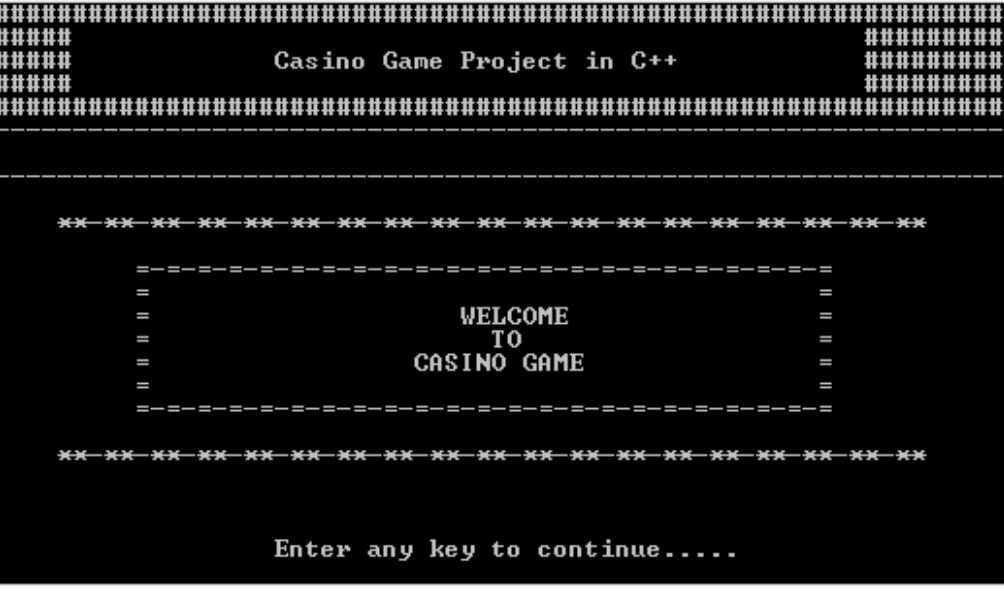 #################################################################
#####                                                   #########
#####             Casino Game Project in C++            #########
#####                                                   #########
#################################################################
-----------------------------------------------------------------
-----------------------------------------------------------------
**-**-**-**-**-**-**-**-**-**-**-**-**-**-**-**-**-**-**
=-=-=-=-=-=-=-=-=-=-=-=-=-=-=-=-=-=-=-=-=-=-=
=                                           =
=                    WELCOME                =
=                      TO                   =
=                 CASINO GAME               =
=                                           =
=-=-=-=-=-=-=-=-=-=-=-=-=-=-=-=-=-=-=-=-=-=-=
**-**-**-**-**-**-**-**-**-**-**-**-**-**-**-**-**-**-**
Enter any key to continue.....